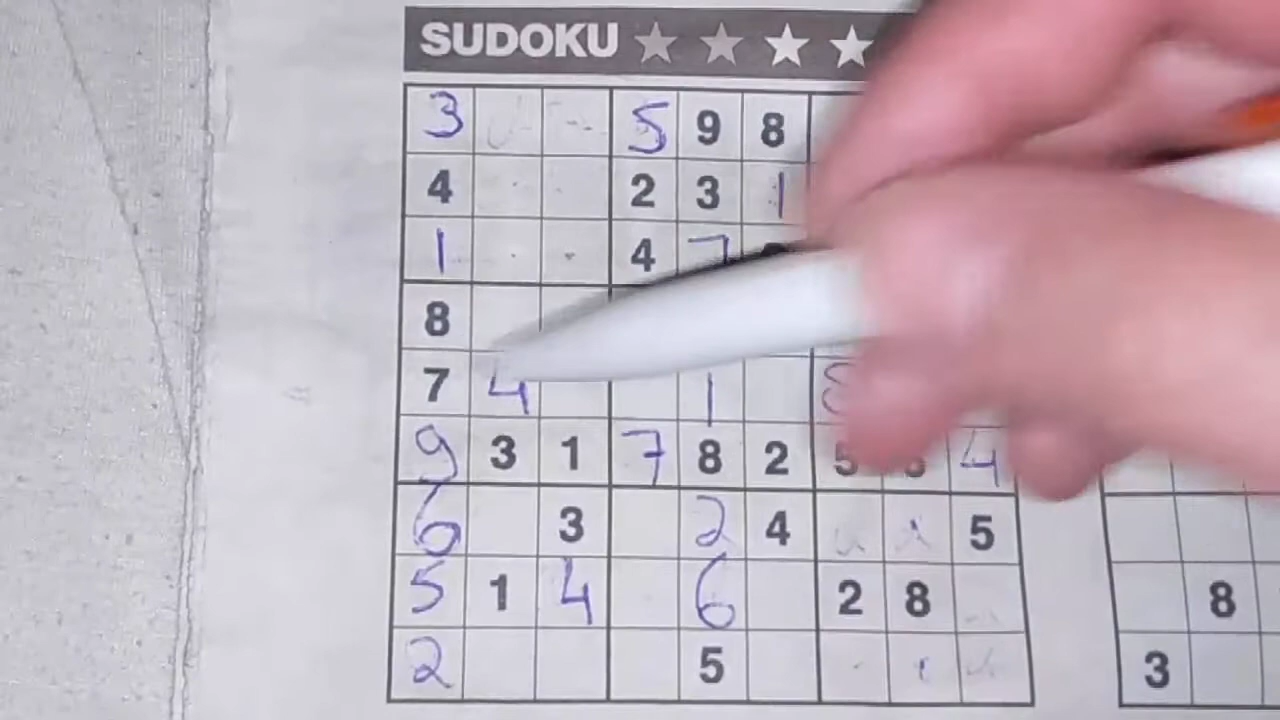 SUDOKU
3 5 9 8
4 2 3 1
1 4 7
8
7 4 1 8
9 3 1 7 8 2 5 4
6 3 2 4 5
5 1 4 6 2 8 8
2 5 3